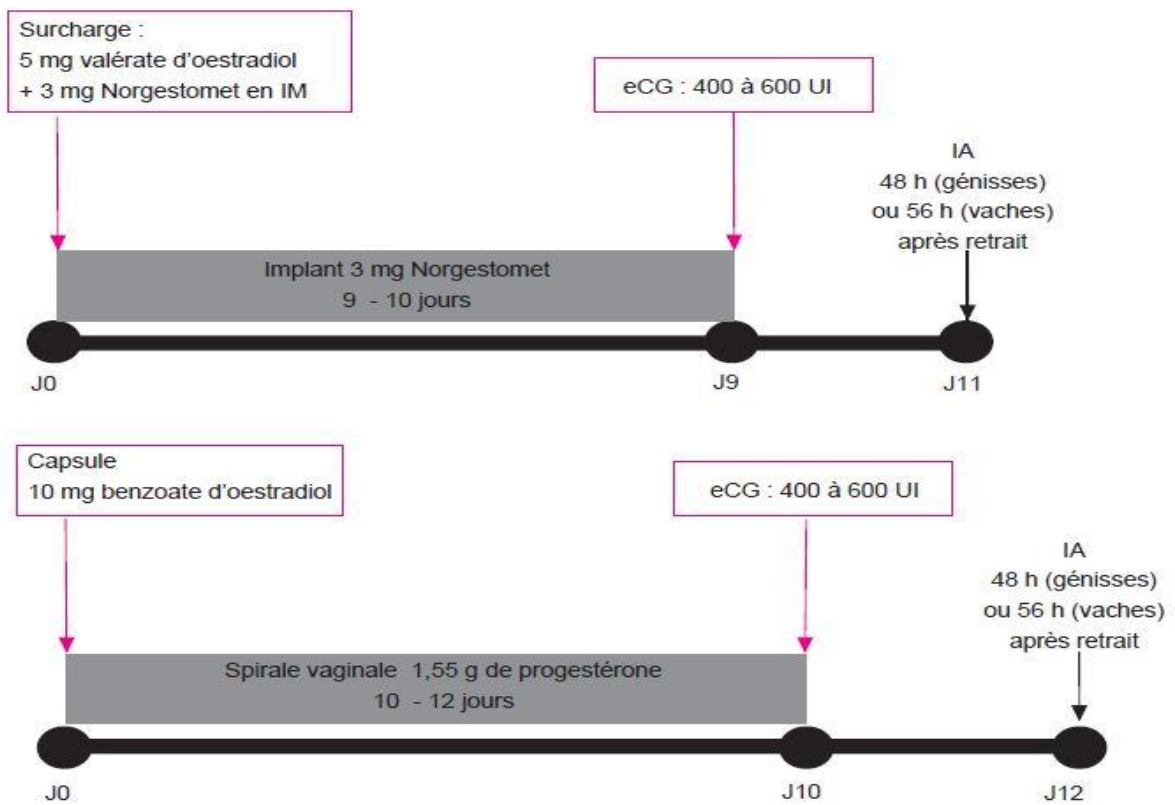 Surcharge :
5 mg valérate d'oestradiol
+ 3 mg Norgestomet en IM
eCG : 400 à 600 UI
IA
48 h (génisses)
ou 56 h (vaches)
après retrait
Implant 3 mg Norgestomet
9 - 10 jours
J0
J9
J11
Capsule
10 mg benzoate d'oestradiol
eCG : 400 à 600 UI
IA
48 h (génisses)
ou 56 h (vaches)
après retrait
Spirale vaginale 1,55 g de progestérone
10 - 12 jours
J0
J10
J12